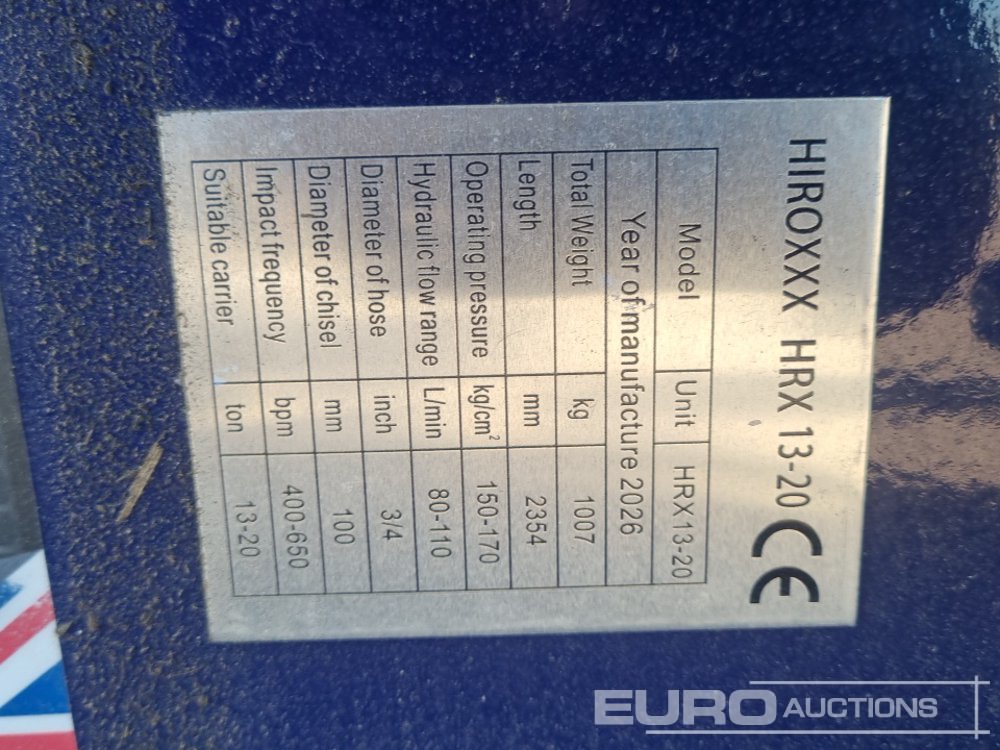 HIROXXX HRX 13-20 CE
Model Unit HRX13-20
Year of manufacture 2026
Total Weight kg 1007
Length mm 2354
Operating pressure kg/cm² 150-170
Hydraulic flow range L/min 80-110
Diameter of hose inch 3/4
Diameter of chisel mm 100
Impact frequency bpm 400-650
Suitable carrier ton 13-20
EURO AUCTIONS